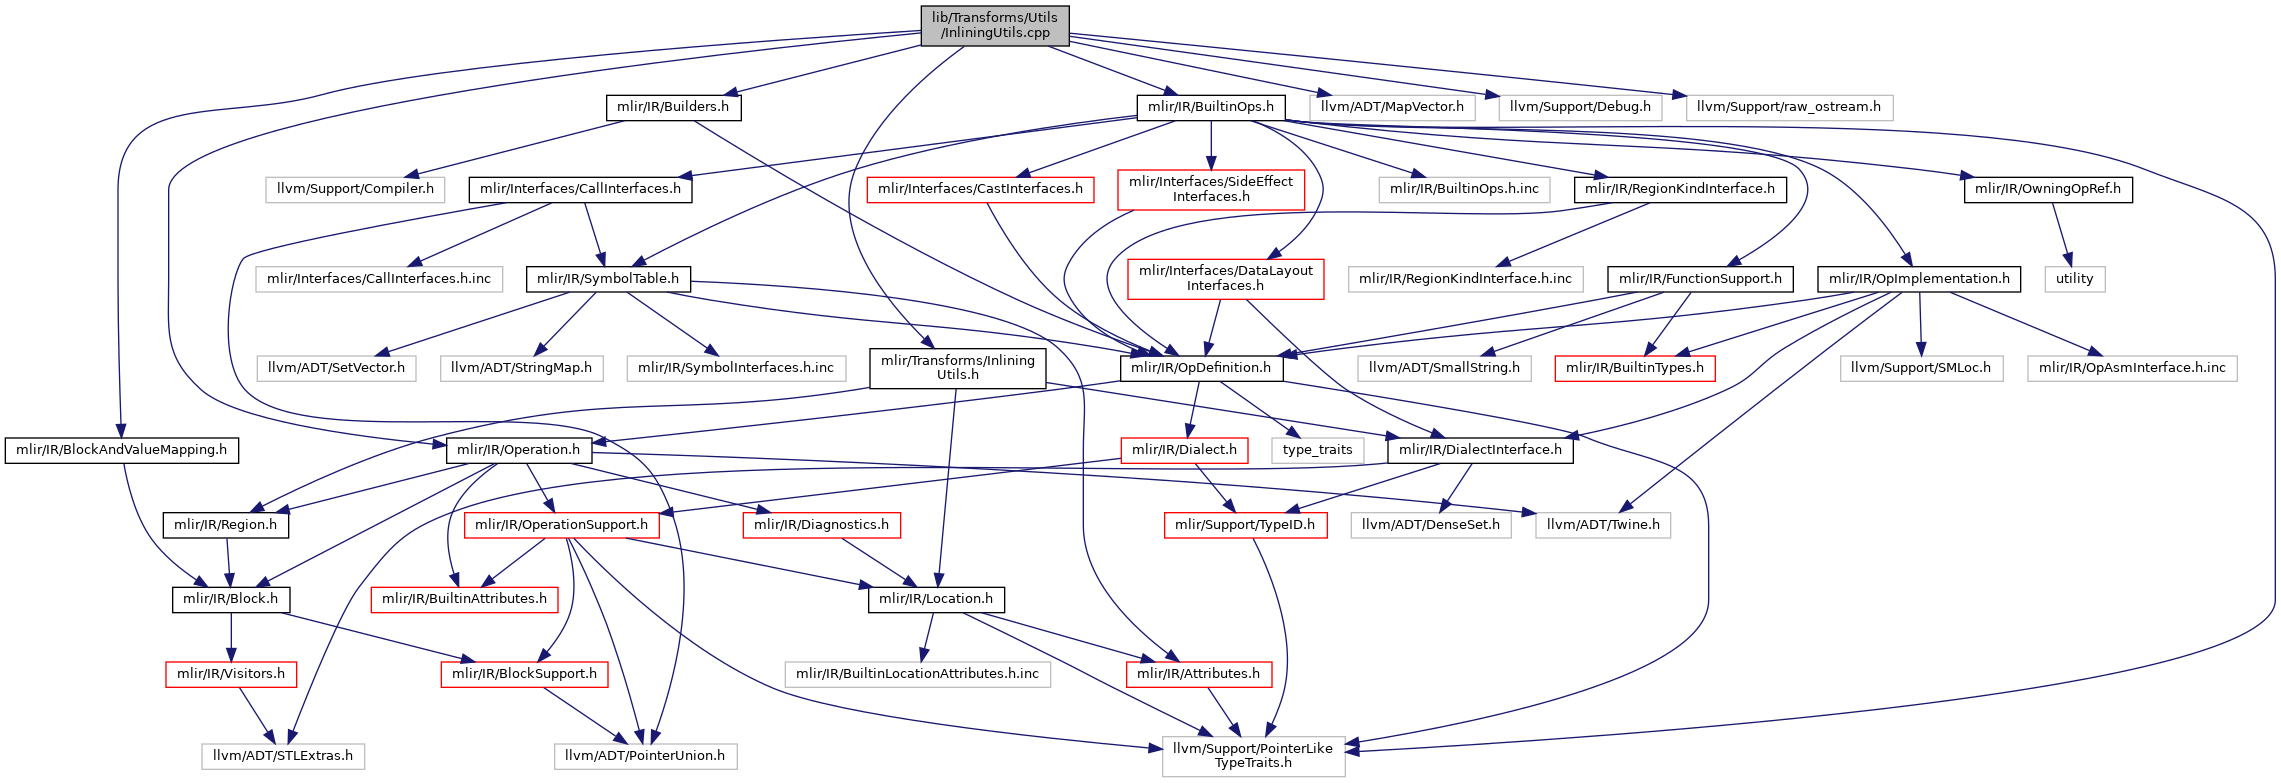 lib/Transforms/Utils
/InliningUtils.cpp
mlir/IR/Builders.h
mlir/IR/BuiltinOps.h
llvm/ADT/MapVector.h
llvm/Support/Debug.h
llvm/Support/raw_ostream.h
llvm/Support/Compiler.h
mlir/Interfaces/CallInterfaces.h
mlir/Interfaces/CastInterfaces.h
mlir/Interfaces/SideEffect
Interfaces.h
mlir/IR/BuiltinOps.h.inc
mlir/IR/RegionKindInterface.h
mlir/IR/OwningOpRef.h
mlir/Interfaces/CallInterfaces.h.inc
mlir/IR/SymbolTable.h
mlir/Interfaces/DataLayout
Interfaces.h
mlir/IR/RegionKindInterface.h.inc
mlir/IR/FunctionSupport.h
mlir/IR/OpImplementation.h
utility
llvm/ADT/SetVector.h
llvm/ADT/StringMap.h
mlir/IR/SymbolInterfaces.h.inc
mlir/Transforms/Inlining
Utils.h
mlir/IR/OpDefinition.h
llvm/ADT/SmallString.h
mlir/IR/BuiltinTypes.h
llvm/Support/SMLoc.h
mlir/IR/OpAsmInterface.h.inc
mlir/IR/BlockAndValueMapping.h
mlir/IR/Operation.h
mlir/IR/Dialect.h
type_traits
mlir/IR/DialectInterface.h
mlir/IR/Region.h
mlir/IR/OperationSupport.h
mlir/IR/Diagnostics.h
mlir/Support/TypeID.h
llvm/ADT/DenseSet.h
llvm/ADT/Twine.h
mlir/IR/Block.h
mlir/IR/BuiltinAttributes.h
mlir/IR/Location.h
mlir/IR/Visitors.h
mlir/IR/BlockSupport.h
mlir/IR/BuiltinLocationAttributes.h.inc
mlir/IR/Attributes.h
llvm/ADT/STLExtras.h
llvm/ADT/PointerUnion.h
llvm/Support/PointerLike
TypeTraits.h